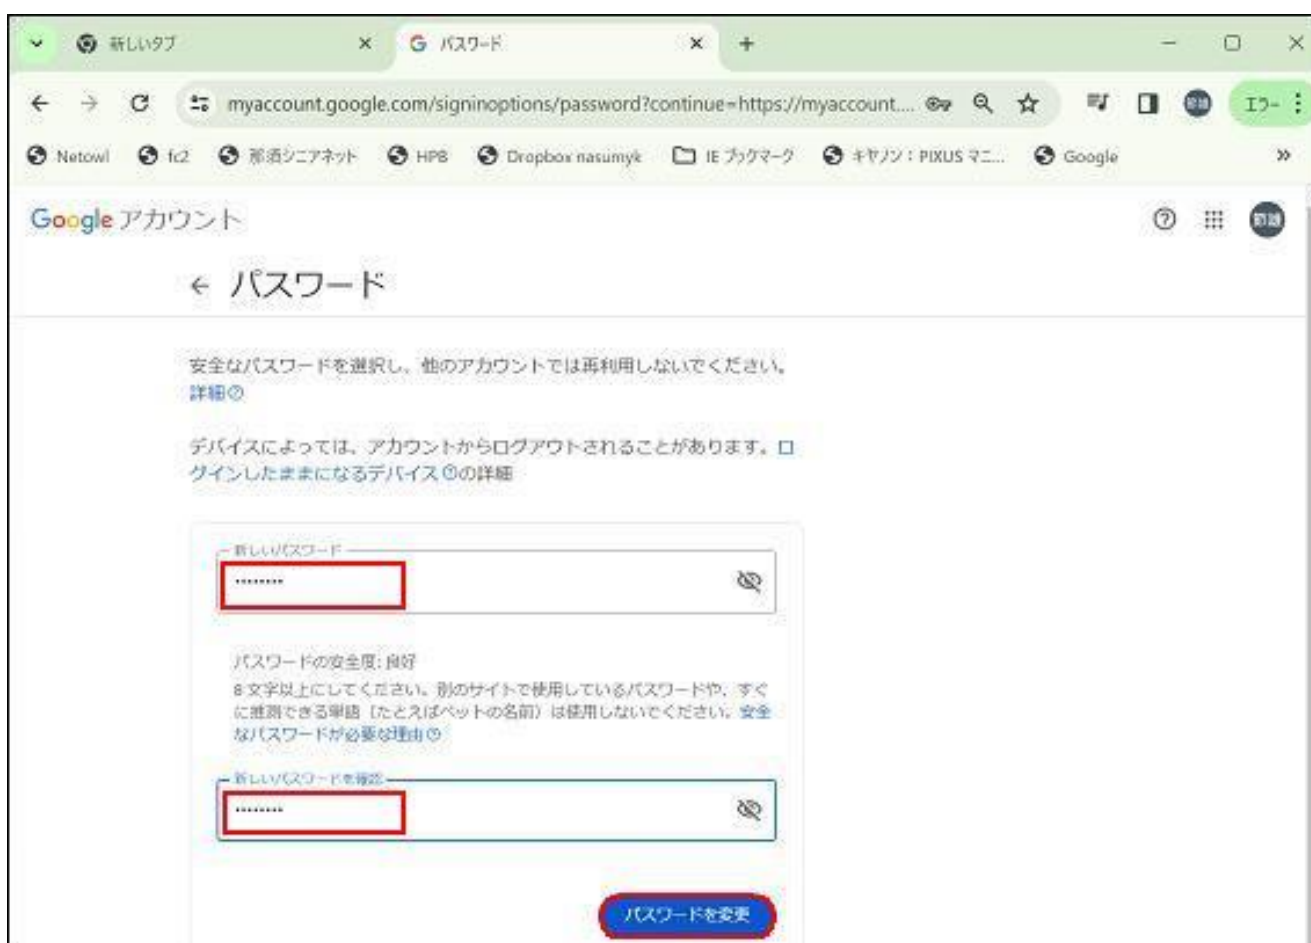 新しいタブ
パスワード
myaccount.google.com/signinoptions/password?continue=https://myaccount....
エラー
Netowl fc2 那須シニアネット HPB Dropbox nasumyk IE ブックマーク キヤノン：PIXUS マニ... Google
Google アカウント
← パスワード
安全なパスワードを選択し、他のアカウントでは再利用しないでください。
詳細
デバイスによっては、アカウントからログアウトされることがあります。ロ
グインしたままになるデバイス の詳細
新しいパスワード
••••••••
パスワードの安全度: 良好
8 文字以上にしてください。別のサイトで使用しているパスワードや、すぐ
に推測できる単語（たとえばペットの名前）は使用しないでください。安全
なパスワードが必要な理由
新しいパスワードを確認
••••••••
パスワードを変更